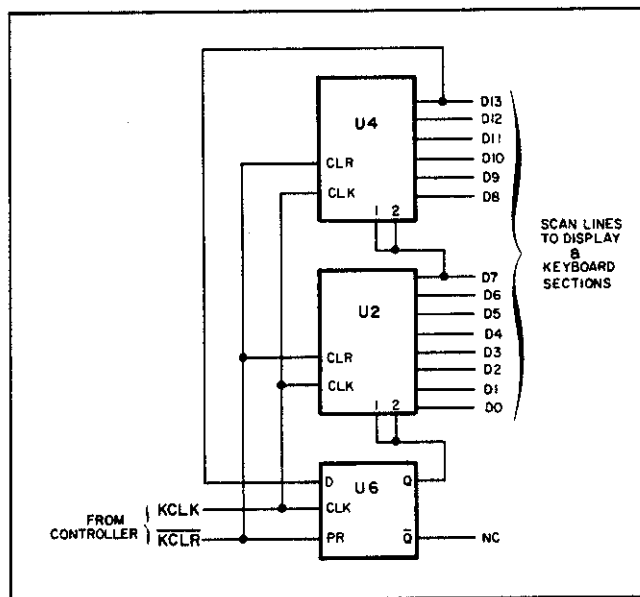 U4
CLR
CLK
1 2
D13
D12
D11
D10
D9
D8
SCAN LINES
TO DISPLAY
&
KEYBOARD
SECTIONS
U2
CLR
CLK
1 2
D7
D6
D5
D4
D3
D2
D1
D0
U6
D
CLK
PR
Q
Q̅
NC
FROM
CONTROLLER
KCLK
K̅C̅L̅R̅